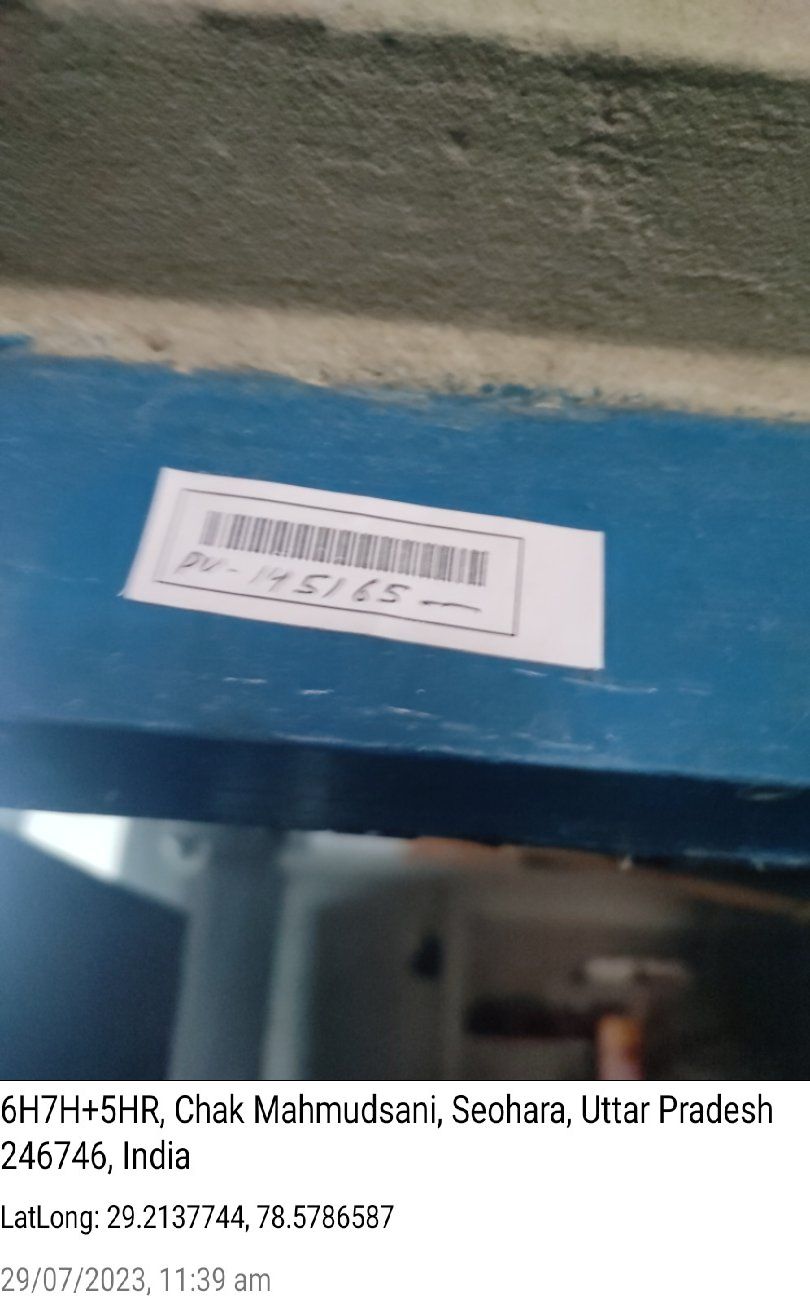 PU-145165
6H7H+5HR, Chak Mahmudsani, Seohara, Uttar Pradesh
246746, India
LatLong: 29.2137744, 78.5786587
29/07/2023, 11:39 am